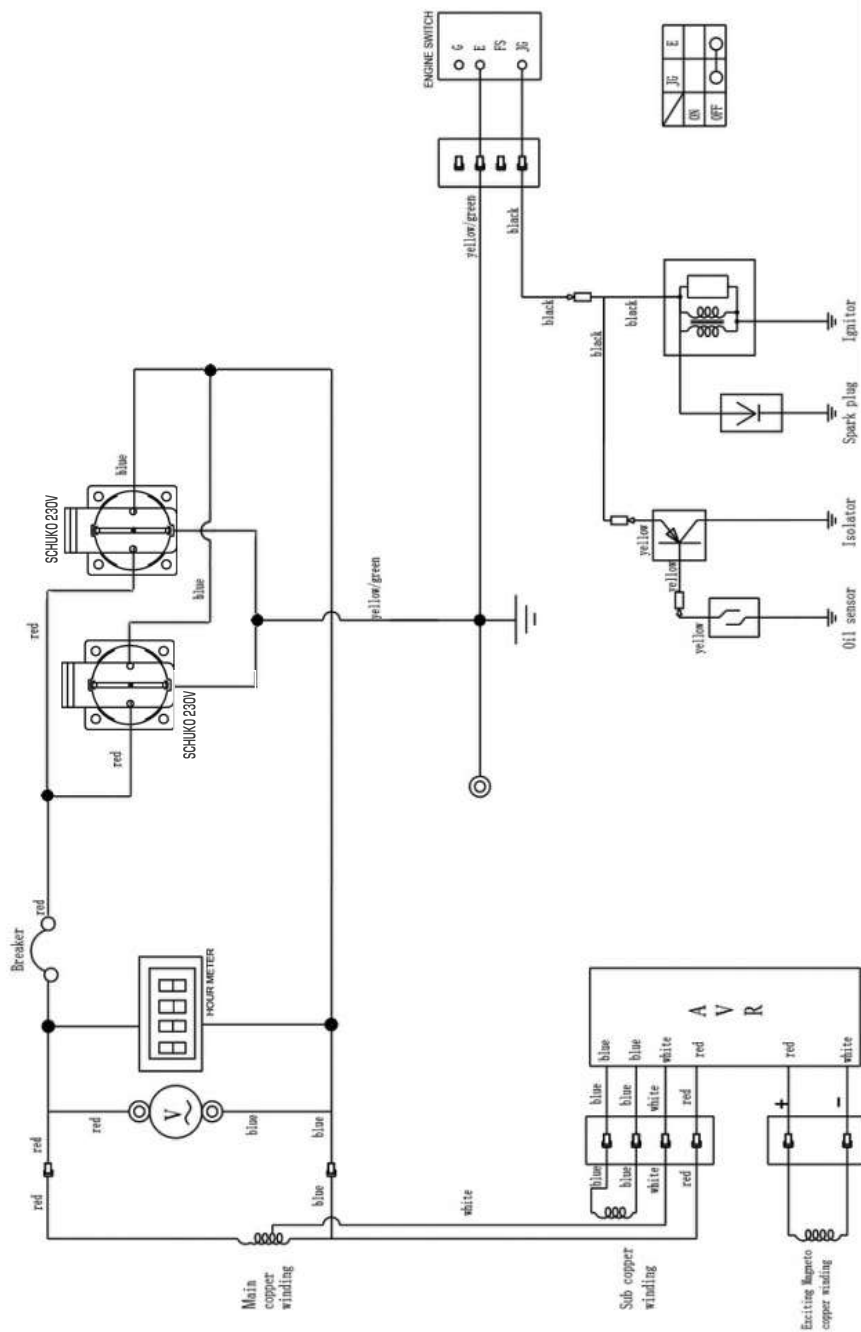 Breaker
red
red
red
red
red
red
SCHUKO 230V
SCHUKO 230V
blue
blue
HOUR METER
V
red
blue
blue
blue
Main
copper
winding
white
yellow/green
ENGINE SWITCH
G
E
FS
JG
yellow/green
black
black
black
black
JG
E
ON
OFF
Sub copper
winding
blue
blue
blue
blue
blue
blue
white
white
white
red
red
red
AVR
red
white
+
-
Exciting Magneto
copper winding
yellow
yellow
yellow
Oil sensor
Isolator
Spark plug
Ignitor